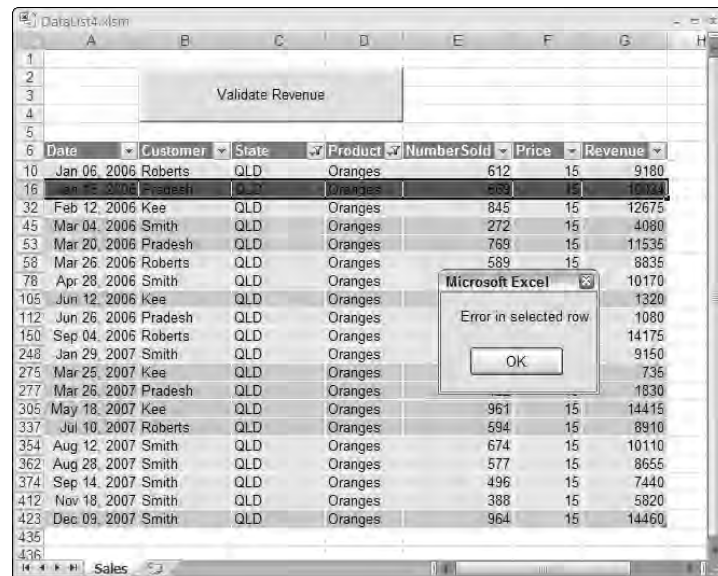 DataList4.xlsm
A B C D E F G H
1
2
3 Validate Revenue
4
5
6 Date Customer State Product NumberSold Price Revenue
10 Jan 06, 2006 Roberts QLD Oranges 612 15 9180
16 2006 Pradesh QLD Oranges 669 15
32 Feb 12, 2006 Kee QLD Oranges 845 15 12675
45 Mar 04, 2006 Smith QLD Oranges 272 15 4080
53 Mar 20, 2006 Pradesh QLD Oranges 769 15 11535
58 Mar 26, 2006 Roberts QLD Oranges 589 15 8835
78 Apr 28, 2006 Smith QLD Oranges 10170
Microsoft Excel
105 Jun 12, 2006 Kee QLD Oranges 1320
112 Jun 26, 2006 Pradesh QLD Oranges 1080
Error in selected row
150 Sep 04, 2006 Roberts QLD Oranges 14175
248 Jan 29, 2007 Smith QLD Oranges 9150
OK
275 Mar 25, 2007 Kee QLD Oranges 735
277 Mar 26, 2007 Pradesh QLD Oranges 1830
305 May 18, 2007 Kee QLD Oranges 961 15 14415
337 Jul 10, 2007 Roberts QLD Oranges 594 15 8910
354 Aug 12, 2007 Smith QLD Oranges 674 15 10110
362 Aug 28, 2007 Smith QLD Oranges 577 15 8655
374 Sep 14, 2007 Smith QLD Oranges 496 15 7440
412 Nov 18, 2007 Smith QLD Oranges 388 15 5820
423 Dec 09, 2007 Smith QLD Oranges 964 15 14460
435
436
Sales